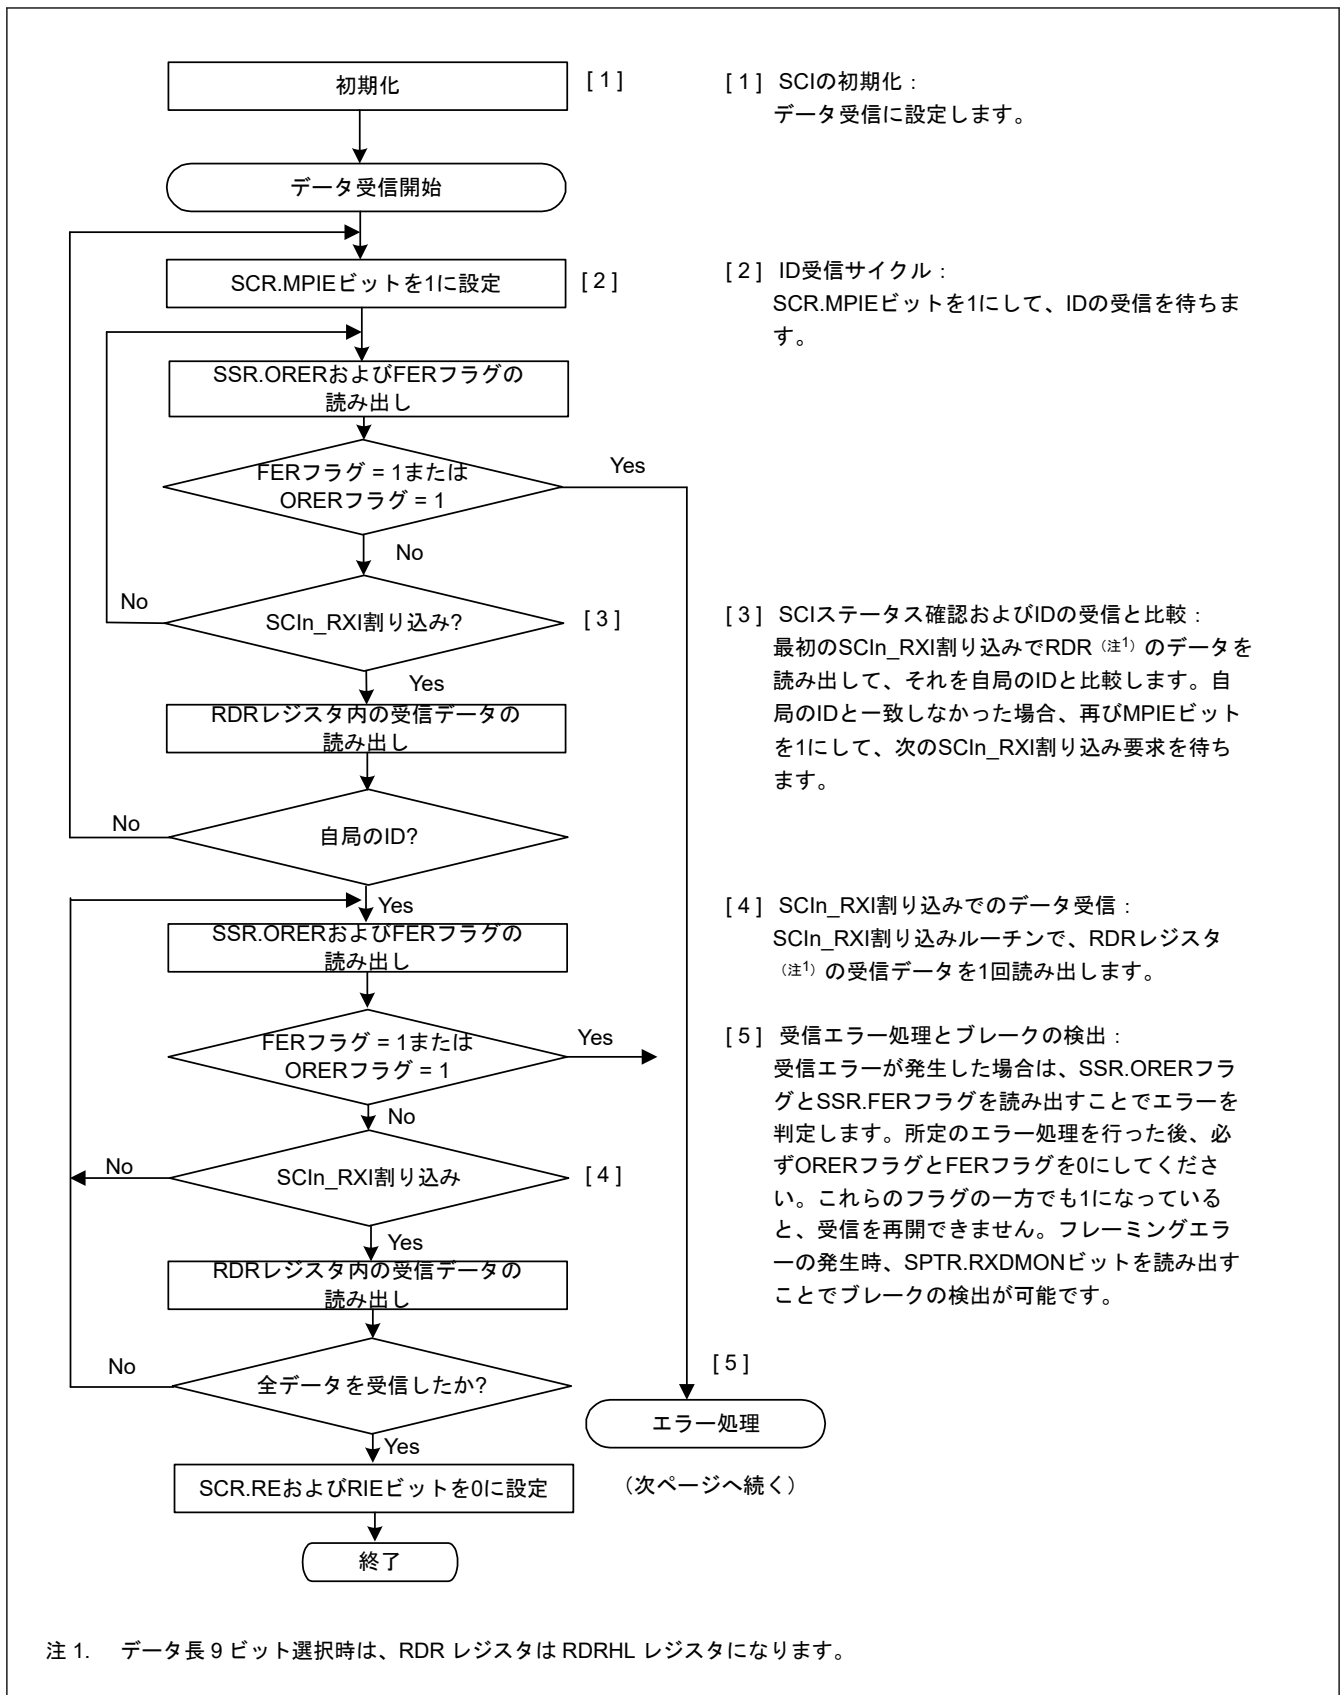 初期化
[ 1 ]
データ受信開始
SCR.MPIEビットを1に設定
[ 2 ]
SSR.ORERおよびFERフラグの
読み出し
FERフラグ = 1または
ORERフラグ = 1
Yes
No
SCIn_RXI割り込み?
No
[ 3 ]
Yes
RDRレジスタ内の受信データの
読み出し
No
自局のID?
Yes
SSR.ORERおよびFERフラグの
読み出し
FERフラグ = 1または
ORERフラグ = 1
Yes
No
No
SCIn_RXI割り込み
[ 4 ]
Yes
RDRレジスタ内の受信データの
読み出し
No
全データを受信したか?
[ 5 ]
エラー処理
Yes
SCR.REおよびRIEビットを0に設定
（次ページへ続く）
終了
[ 1 ] SCIの初期化：
データ受信に設定します。
[ 2 ] ID受信サイクル：
SCR.MPIEビットを1にして、IDの受信を待ちま
す。
[ 3 ] SCIステータス確認およびIDの受信と比較：
最初のSCIn_RXI割り込みでRDR（注1）のデータを
読み出して、それを自局のIDと比較します。自
局のIDと一致しなかった場合、再びMPIEビット
を1にして、次のSCIn_RXI割り込み要求を待ち
ます。
[ 4 ] SCIn_RXI割り込みでのデータ受信：
SCIn_RXI割り込みルーチンで、RDRレジスタ
（注1）の受信データを1回読み出します。
[ 5 ] 受信エラー処理とブレークの検出：
受信エラーが発生した場合は、SSR.ORERフラ
グとSSR.FERフラグを読み出すことでエラーを
判定します。所定のエラー処理を行った後、必
ずORERフラグとFERフラグを0にしてくださ
い。これらのフラグの一方でも1になっている
と、受信を再開できません。フレーミングエラ
ーの発生時、SPTR.RXDMONビットを読み出す
ことでブレークの検出が可能です。
注 1. データ長 9 ビット選択時は、RDR レジスタは RDRHL レジスタになります。